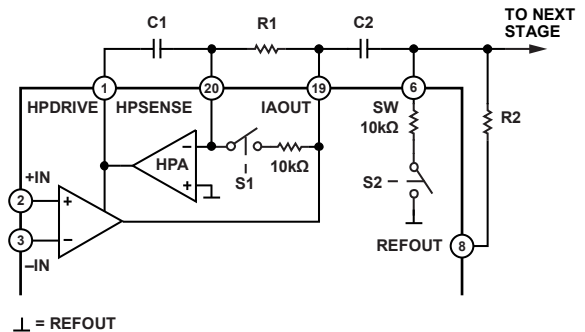 C1
R1
C2
TO NEXT
STAGE
1
20
19
6
HPDRIVE
HPSENSE
IAOUT
SW
10kΩ
R2
–
HPA
+
S1
10kΩ
S2
+IN
2
+
3
–
–IN
REFOUT
8
⊥ = REFOUT